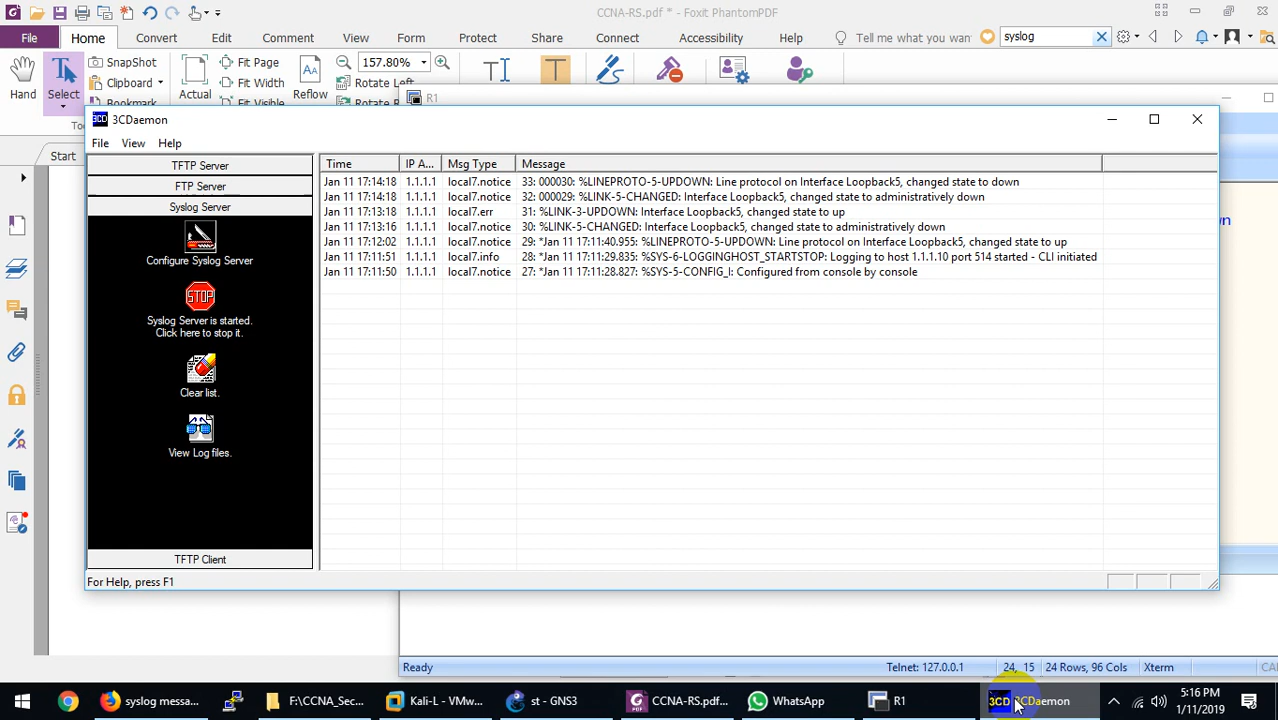 CCNA-RS.pdf * - Foxit PhantomPDF
File Home Convert Edit Comment View Form Protect Share Connect Accessibility Help Tell me what you want syslog
Hand Select SnapShot Clipboard Bookmark Actual Fit Page Fit Width Fit Visible Reflow 157.80% Rotate Left
R1
Start
3CDaemon
File View Help
TFTP Server
FTP Server
Syslog Server
Configure Syslog Server
STOP
Syslog Server is started.
Click here to stop it.
Clear list.
View Log files.
TFTP Client
Time IP A... Msg Type Message
Jan 11 17:14:18 1.1.1.1 local7.notice 33: 000030: %LINEPROTO-5-UPDOWN: Line protocol on Interface Loopback5, changed state to down
Jan 11 17:14:18 1.1.1.1 local7.notice 32: 000029: %LINK-5-CHANGED: Interface Loopback5, changed state to administratively down
Jan 11 17:13:18 1.1.1.1 local7.err 31: %LINK-3-UPDOWN: Interface Loopback5, changed state to up
Jan 11 17:13:16 1.1.1.1 local7.notice 30: %LINK-5-CHANGED: Interface Loopback5, changed state to administratively down
Jan 11 17:12:02 1.1.1.1 local7.notice 29: *Jan 11 17:11:40.955: %LINEPROTO-5-UPDOWN: Line protocol on Interface Loopback5, changed state to up
Jan 11 17:11:51 1.1.1.1 local7.info 28: *Jan 11 17:11:29.835: %SYS-6-LOGGINGHOST_STARTSTOP: Logging to host 1.1.1.10 port 514 started - CLI initiated
Jan 11 17:11:50 1.1.1.1 local7.notice 27: *Jan 11 17:11:28.827: %SYS-5-CONFIG_I: Configured from console by console
For Help, press F1
Ready Telnet: 127.0.0.1 24, 15 24 Rows, 96 Cols Xterm
syslog messa... F:\CCNA_Sec... Kali-L - VMw... st - GNS3 CCNA-RS.pdf... WhatsApp R1 3CDaemon
5:16 PM
1/11/2019